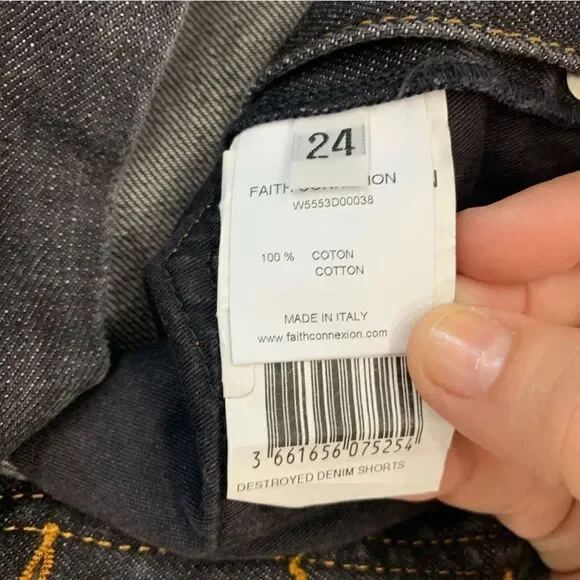 24
FAITH CONNEXION
W5553D00038
100 % COTON
COTTON
MADE IN ITALY
www.faithconnexion.com
3 661656 075254
DESTROYED DENIM SHORTS